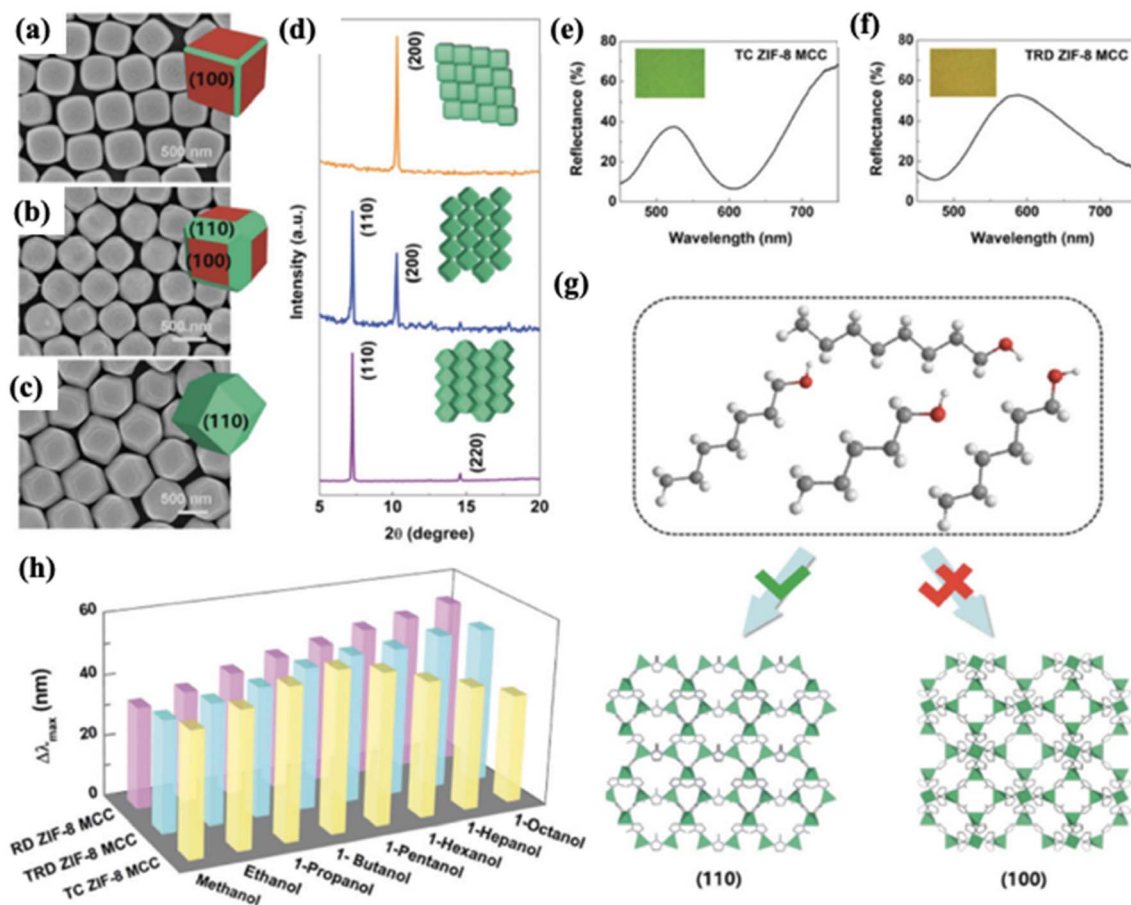 (a)
(100)
500 nm
(b)
(110)
(100)
500 nm
(c)
(110)
500 nm
(d)
(200)
(110)
(200)
(110)
(220)
Intensity (a.u.)
5 10 15 20
2θ (degree)
(e)
TC ZIF-8 MCC
Reflectance (%)
80
60
40
20
0
500 600 700
Wavelength (nm)
(f)
TRD ZIF-8 MCC
Reflectance (%)
80
60
40
20
0
500 600 700
Wavelength (nm)
(g)
(110)
(100)
(h)
Δλmax (nm)
60
40
20
0
RD ZIF-8 MCC
TRD ZIF-8 MCC
TC ZIF-8 MCC
Methanol
Ethanol
1-Propanol
1- Butanol
1-Pentanol
1-Hexanol
1-Hepanol
1-Octanol